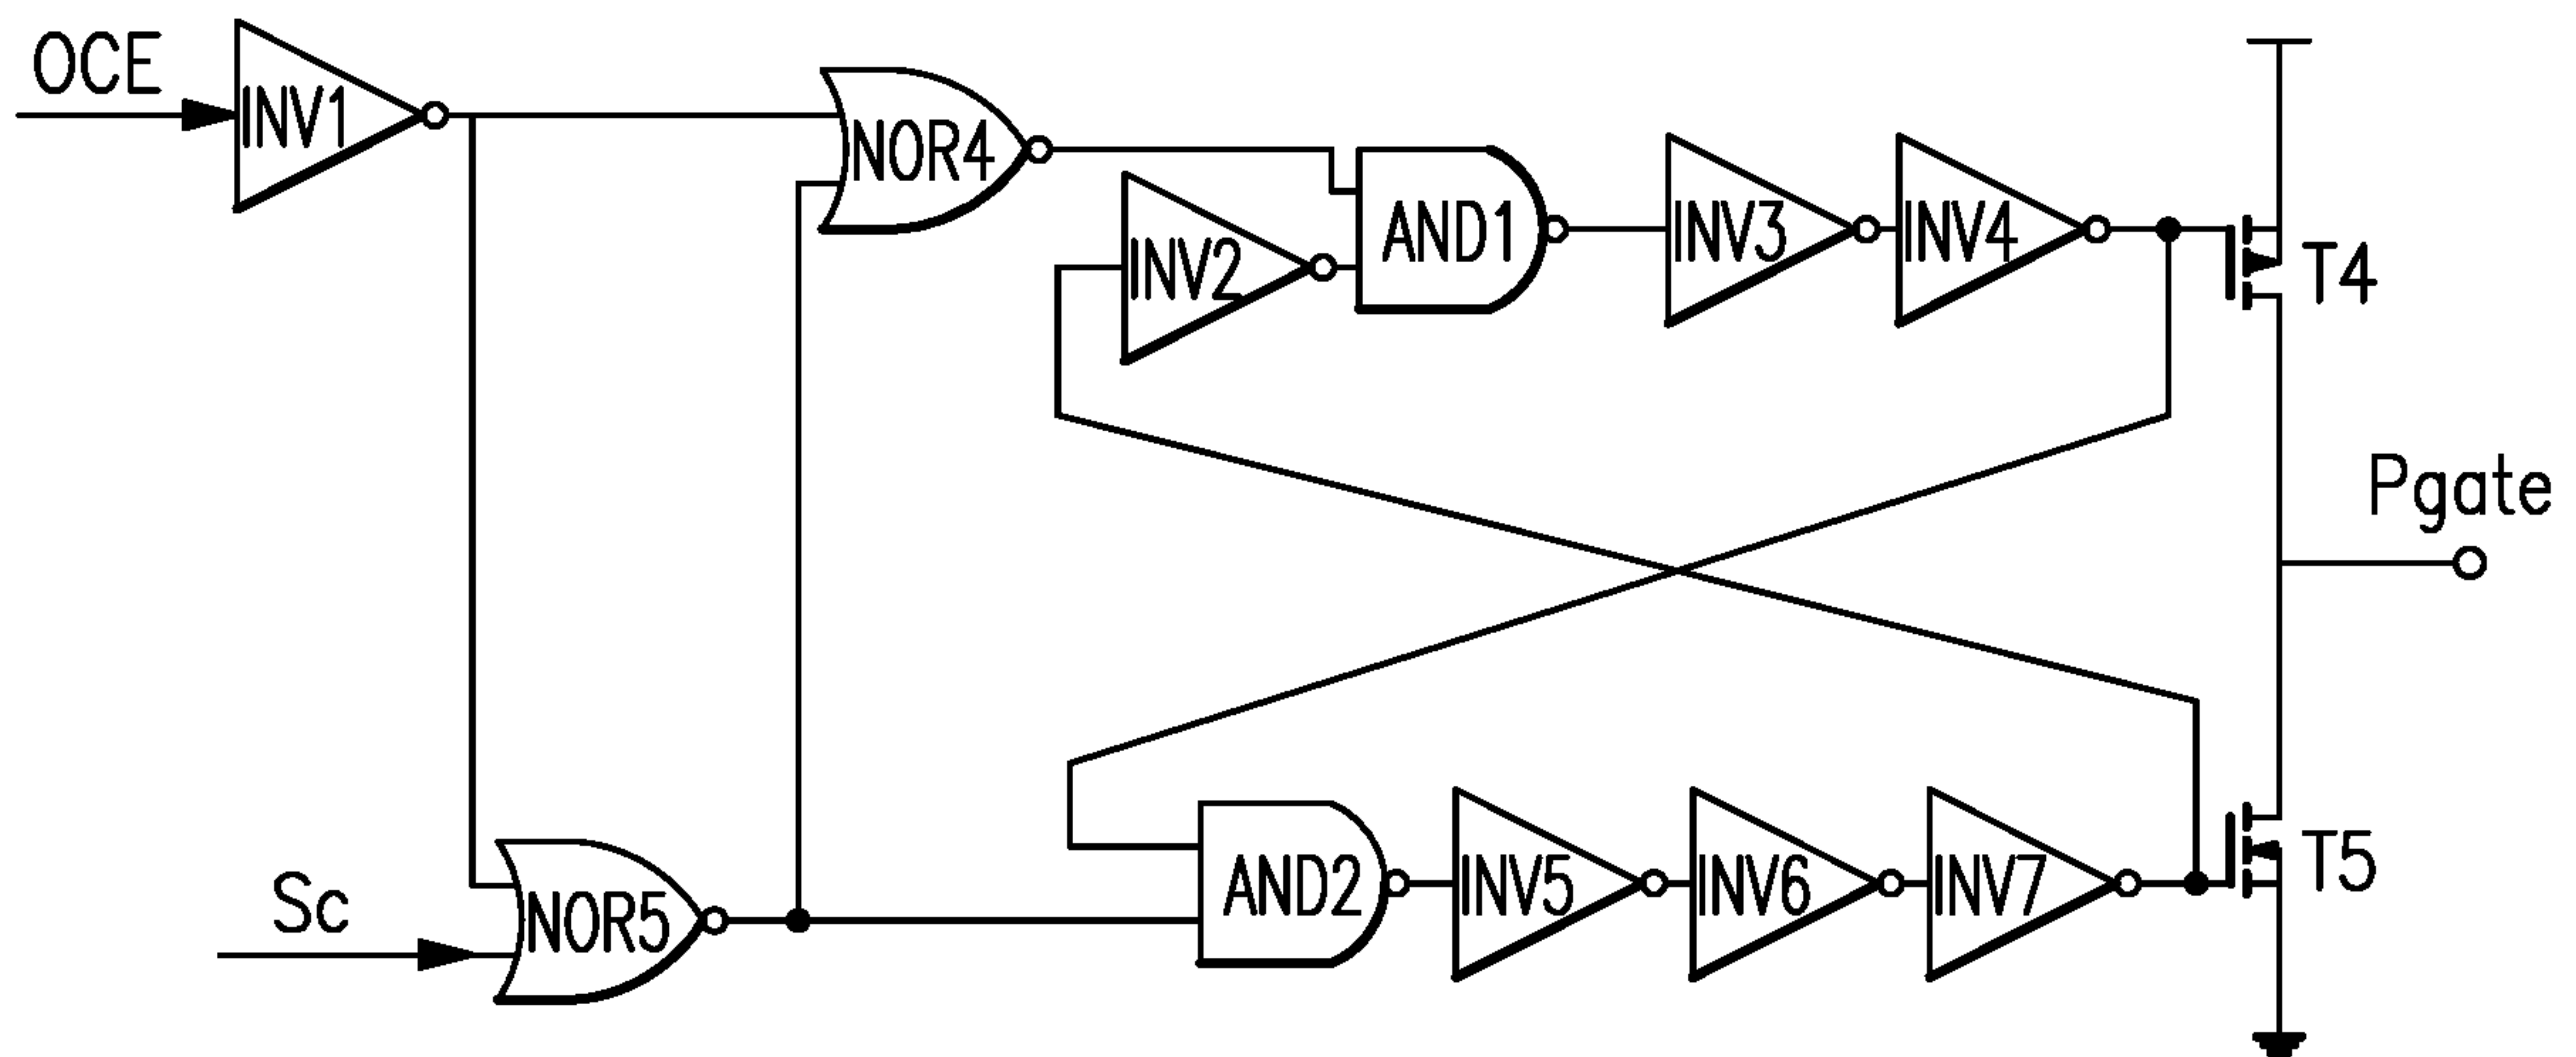 OCE
INV1
NOR4
INV2
AND1
INV3
INV4
T4
Pgate
Sc
NOR5
AND2
INV5
INV6
INV7
T5